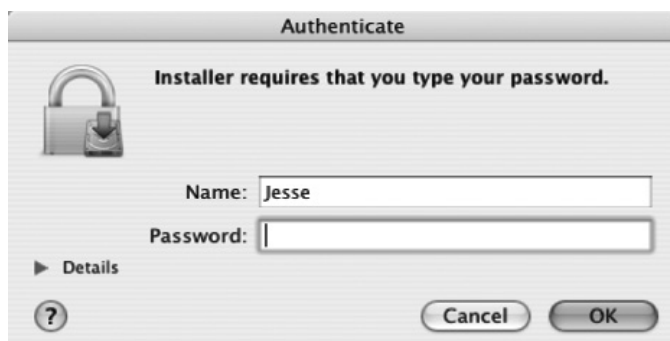 Authenticate
Installer requires that you type your password.
Name: Jesse
Password:
Details
?
Cancel
OK